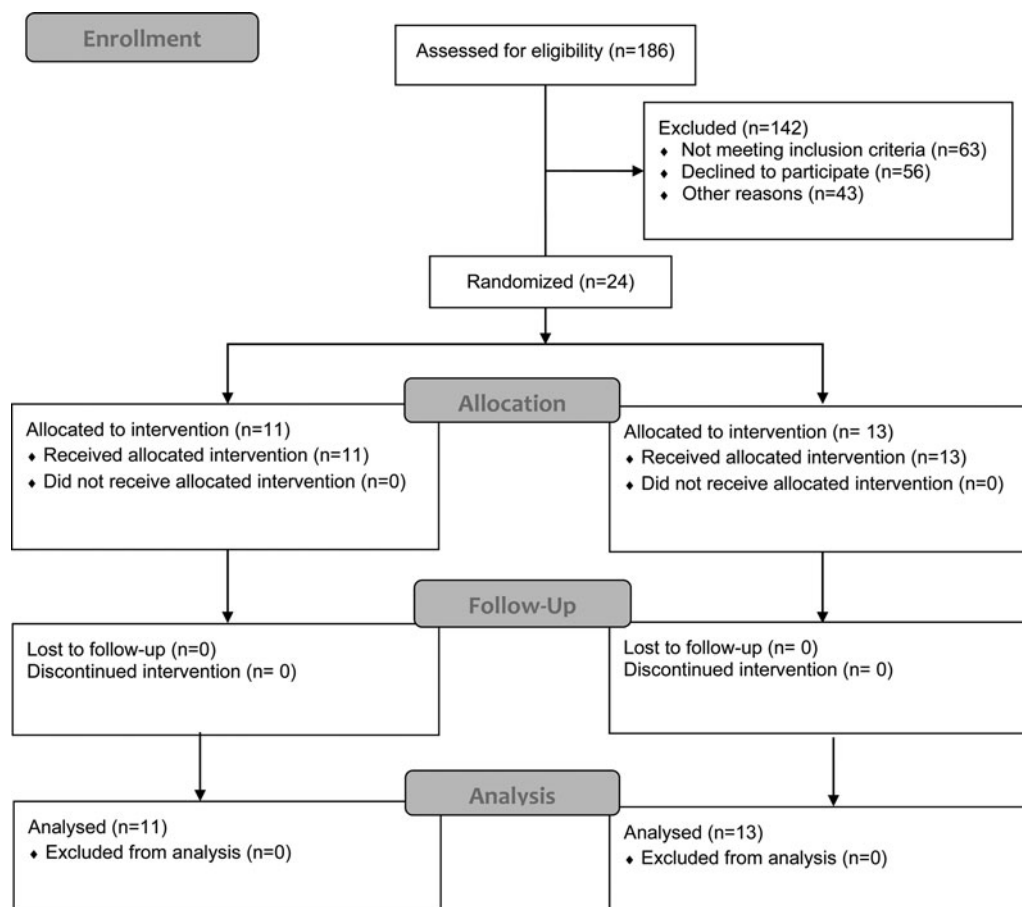 Enrollment
Assessed for eligibility (n=186)
Excluded (n=142)
♦ Not meeting inclusion criteria (n=63)
♦ Declined to participate (n=56)
♦ Other reasons (n=43)
Randomized (n=24)
Allocation
Allocated to intervention (n=11)
♦ Received allocated intervention (n=11)
♦ Did not receive allocated intervention (n=0)
Allocated to intervention (n= 13)
♦ Received allocated intervention (n=13)
♦ Did not receive allocated intervention (n=0)
Follow-Up
Lost to follow-up (n=0)
Discontinued intervention (n= 0)
Lost to follow-up (n= 0)
Discontinued intervention (n= 0)
Analysis
Analysed (n=11)
♦ Excluded from analysis (n=0)
Analysed (n=13)
♦ Excluded from analysis (n=0)